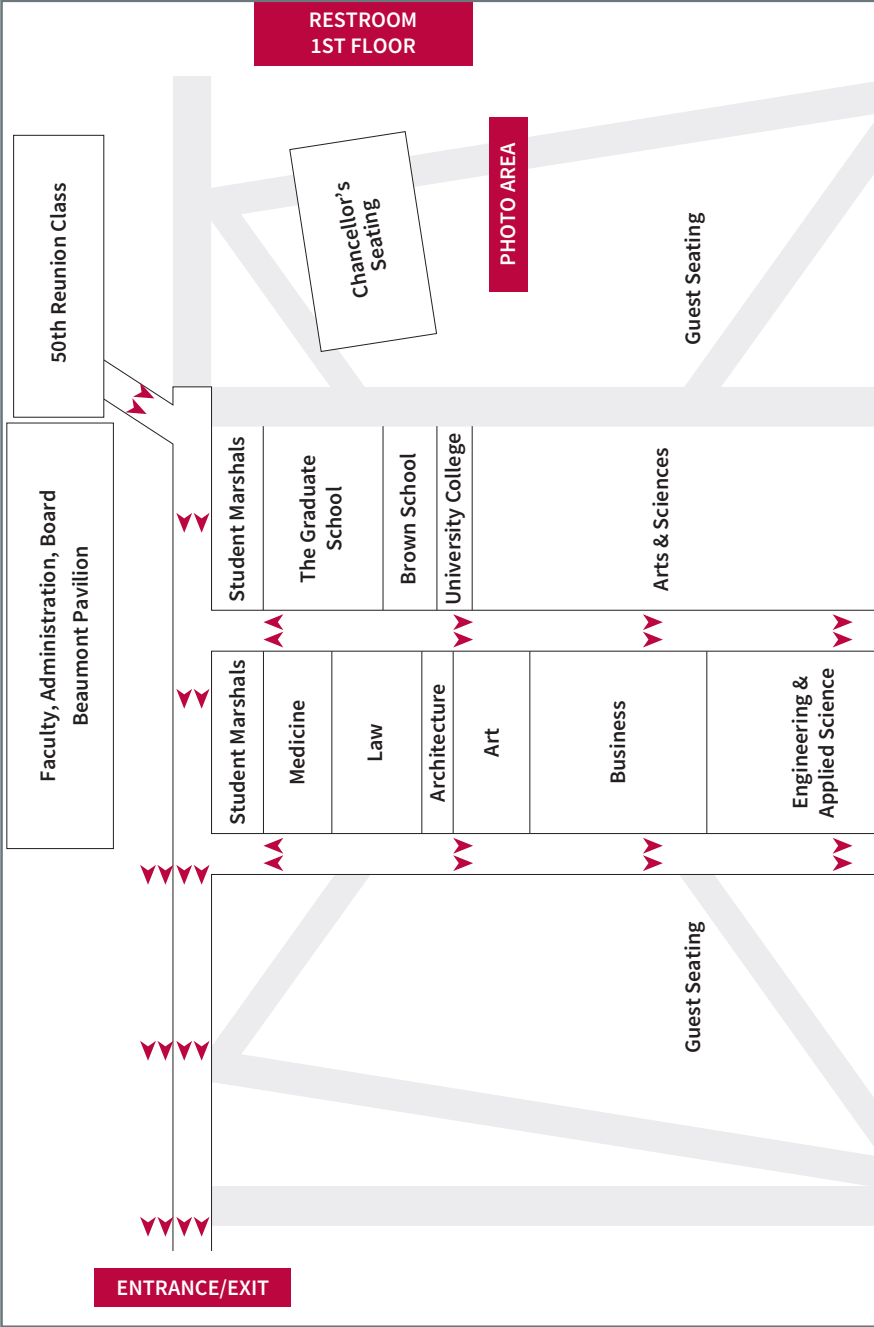 RESTROOM
1ST FLOOR
50th Reunion Class
Chancellor's
Seating
PHOTO AREA
Guest Seating
Faculty, Administration, Board
Beaumont Pavilion
Student Marshals
The Graduate
School
Brown School
University College
Arts & Sciences
Student Marshals
Medicine
Law
Architecture
Art
Business
Engineering &
Applied Science
Guest Seating
ENTRANCE/EXIT